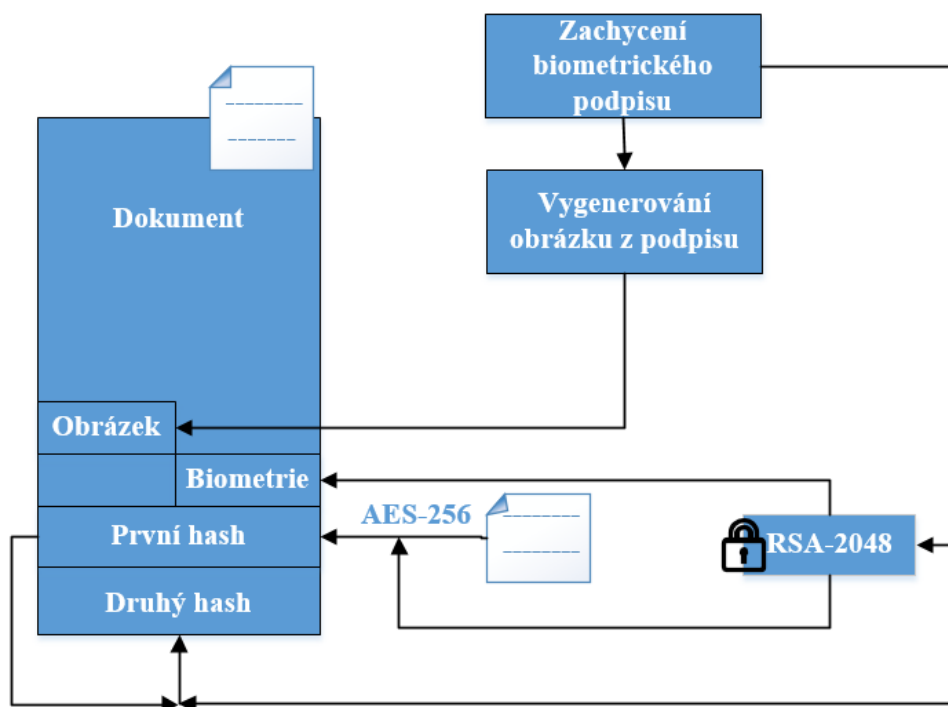 Zachycení
biometrického
podpisu
Dokument
Vygenerování
obrázku z podpisu
Obrázek
Biometrie
AES-256
První hash
RSA-2048
Druhý hash